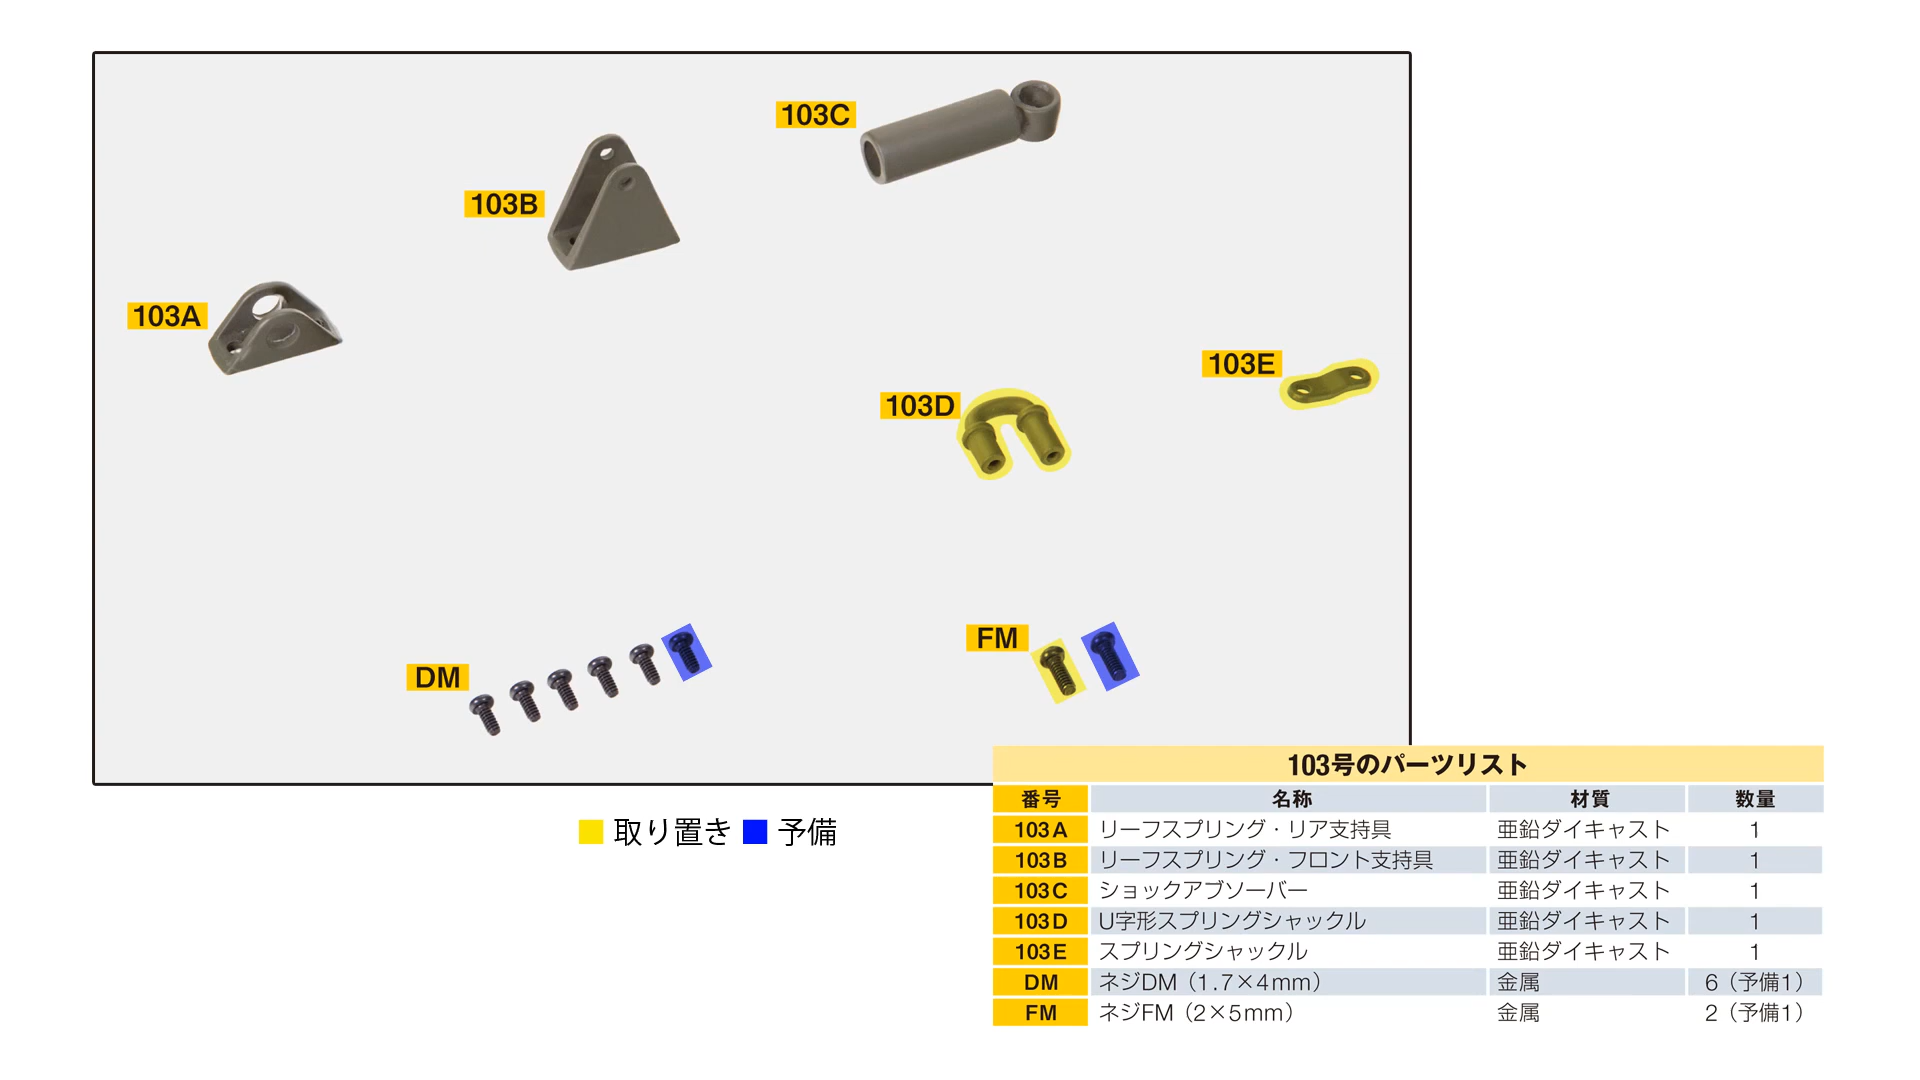 103C
103B
103A
103E
103D
FM
DM
103号のパーツリスト
番号 名称 材質 数量
103A リーフスプリング・リア支持具 亜鉛ダイキャスト 1
103B リーフスプリング・フロント支持具 亜鉛ダイキャスト 1
103C ショックアブソーバー 亜鉛ダイキャスト 1
103D U字形スプリングシャックル 亜鉛ダイキャスト 1
103E スプリングシャックル 亜鉛ダイキャスト 1
DM ネジDM（1.7×4mm） 金属 6（予備1）
FM ネジFM（2×5mm） 金属 2（予備1）
取り置き 予備